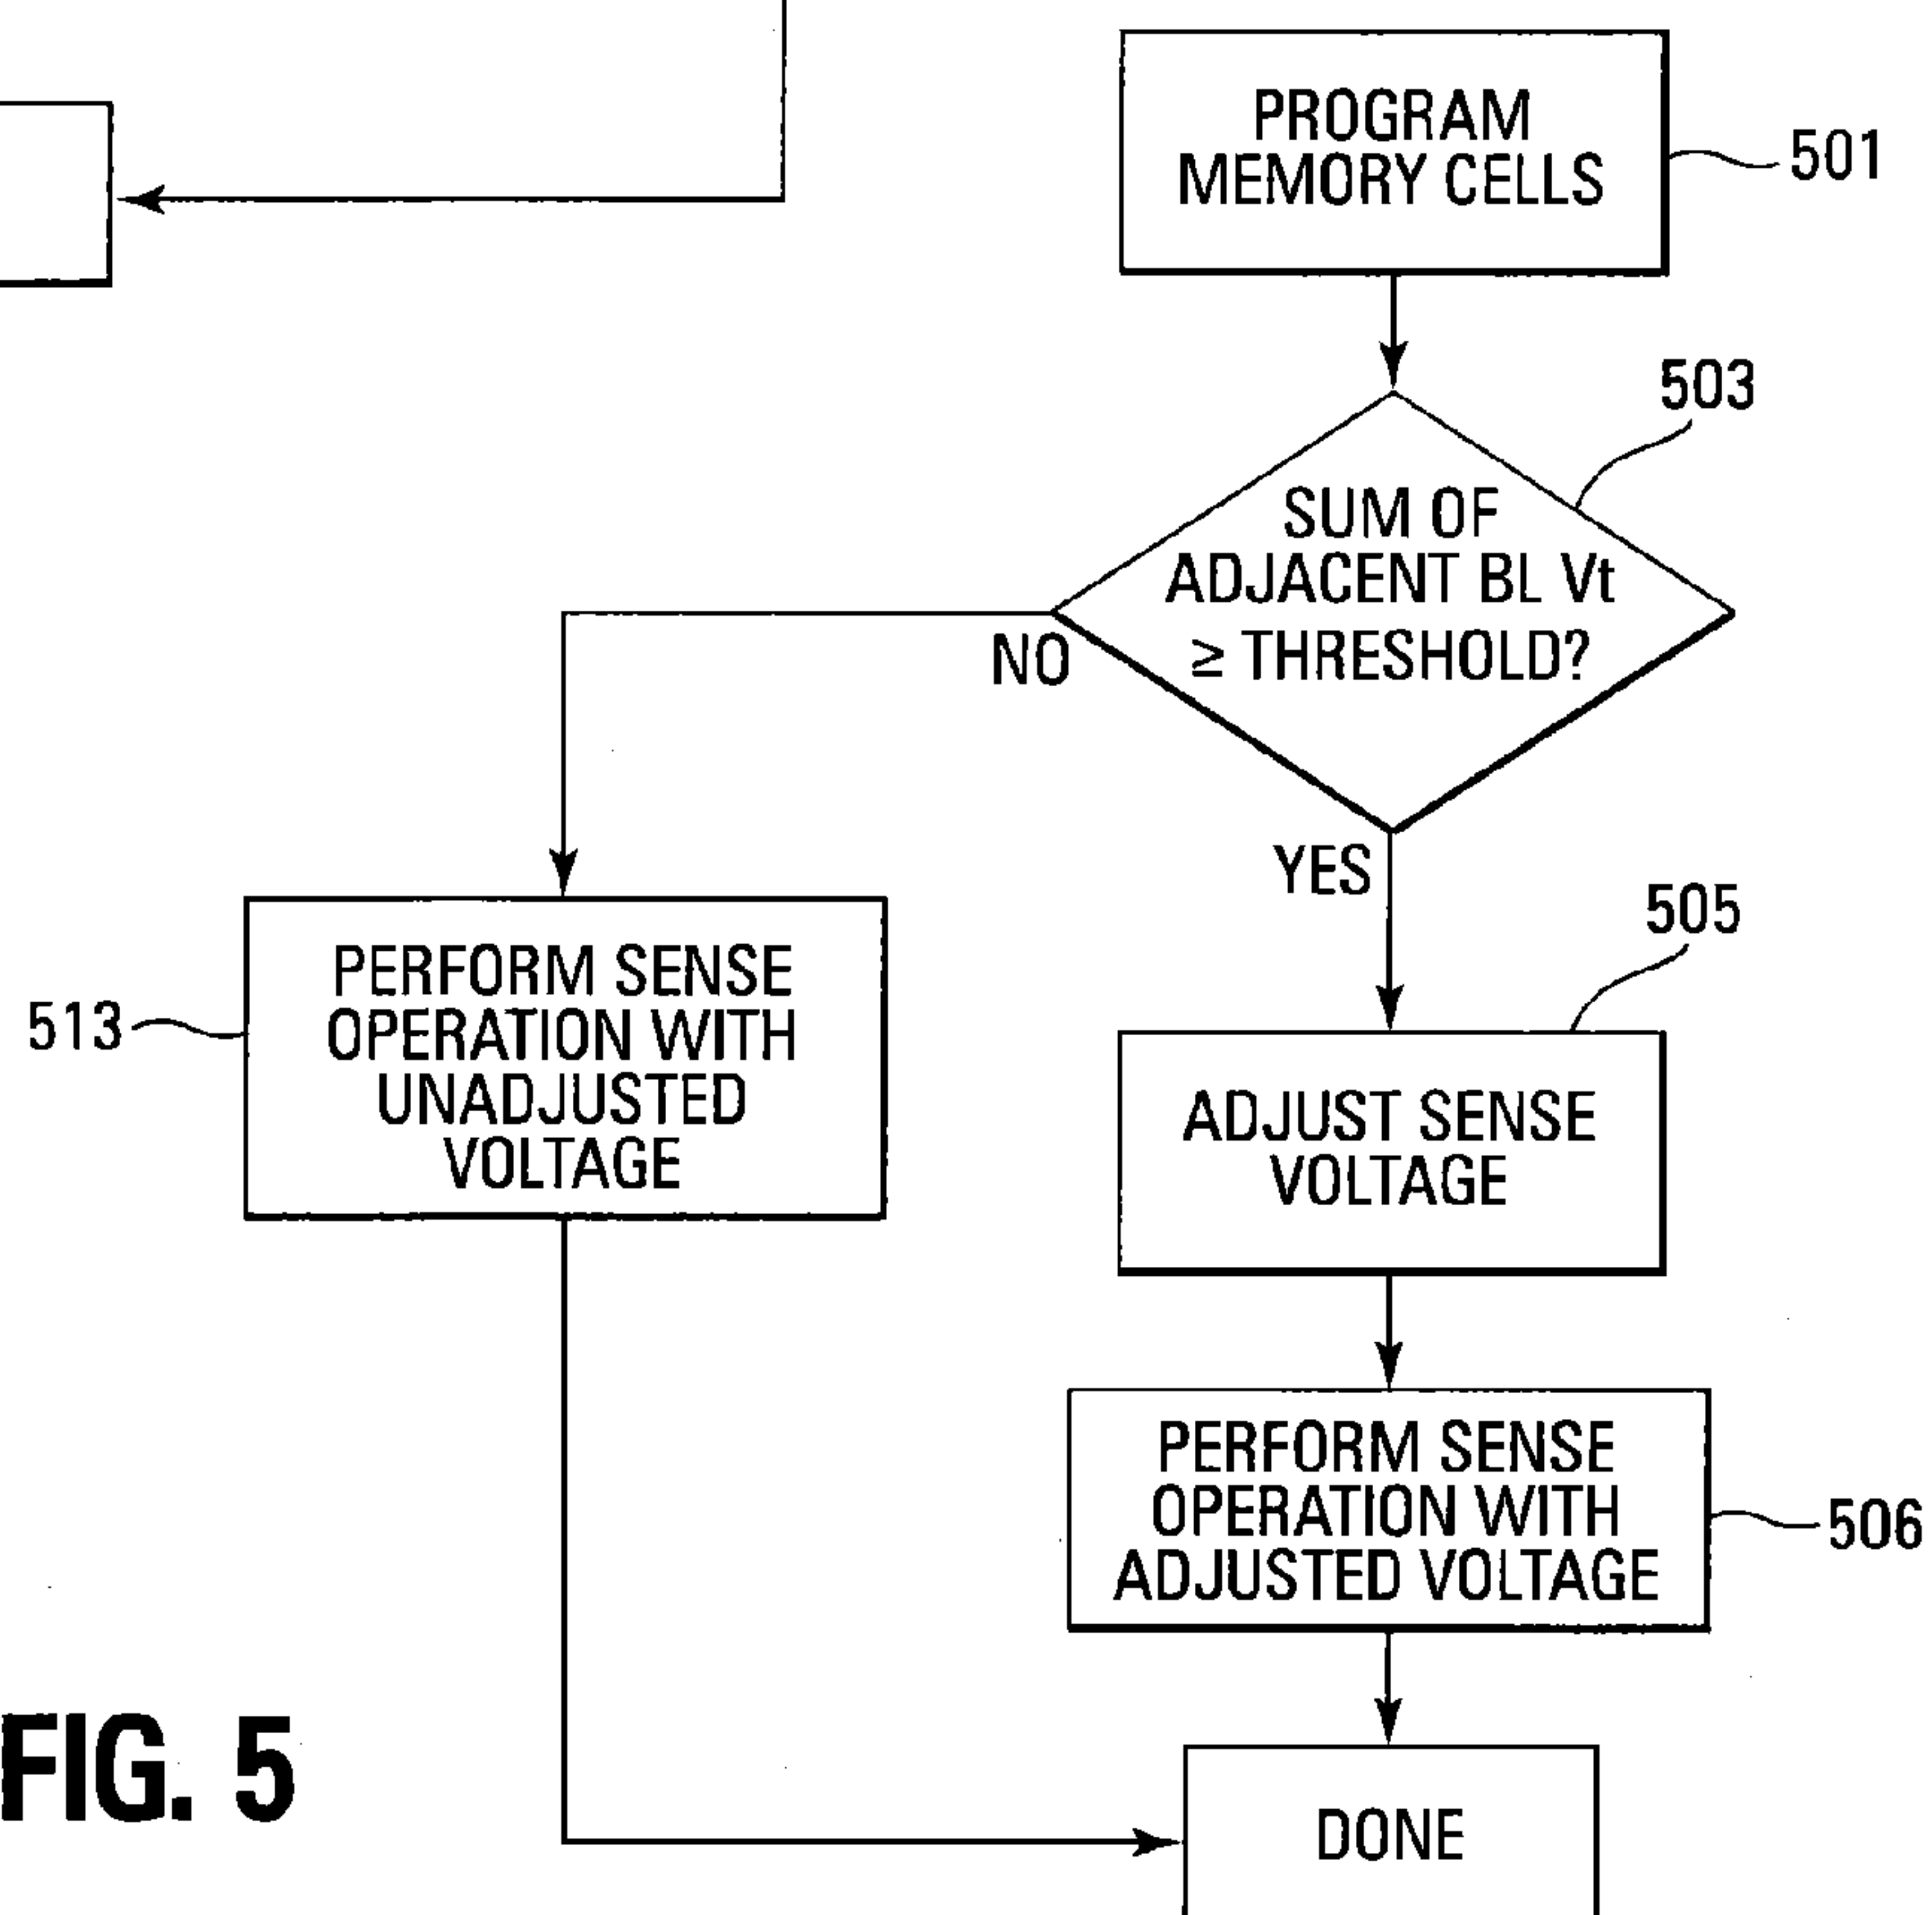 PROGRAM
MEMORY CELLS
501
503
SUM OF
ADJACENT BL Vt
≥ THRESHOLD?
NO
YES
505
513
PERFORM SENSE
OPERATION WITH
UNADJUSTED
VOLTAGE
ADJUST SENSE
VOLTAGE
PERFORM SENSE
OPERATION WITH
ADJUSTED VOLTAGE
506
FIG. 5
DONE